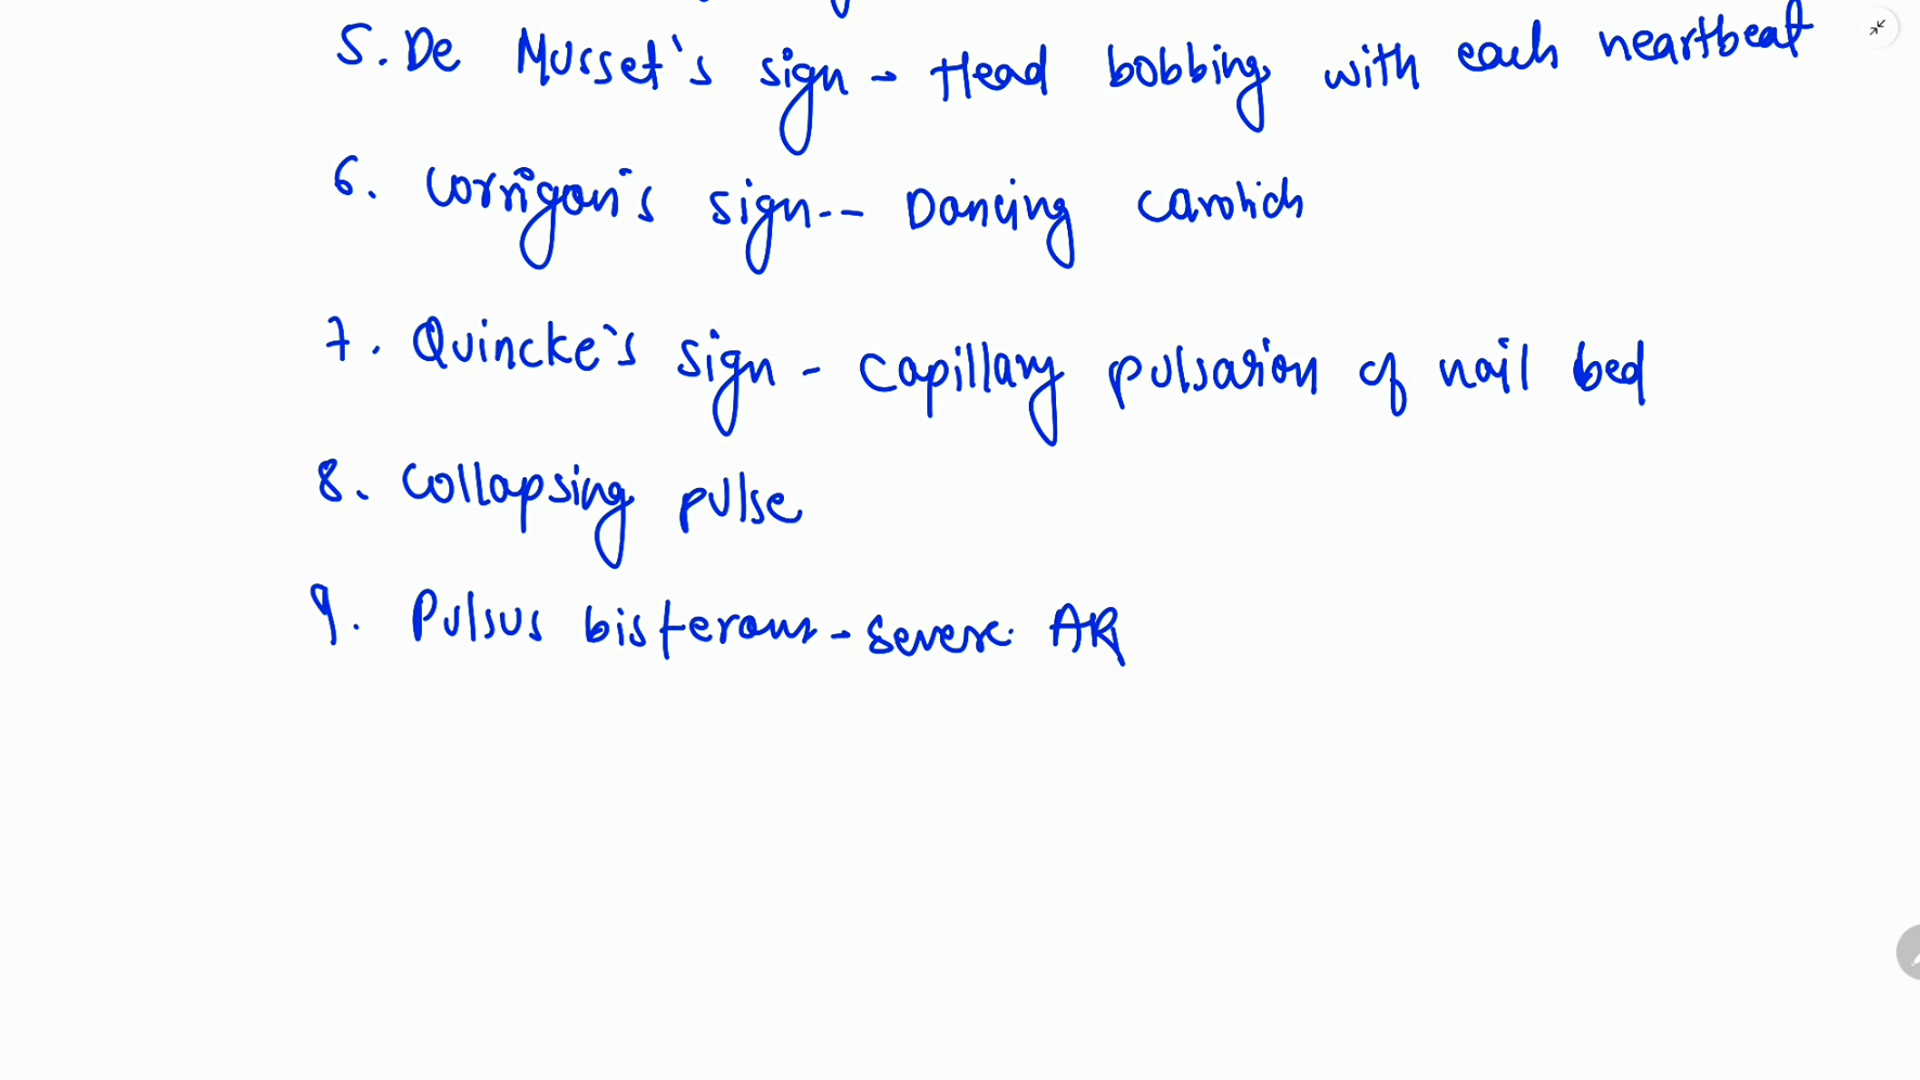 5. De Musset's sign - Head bobbing with each heartbeat
6. Corrigan's sign-- Dancing carotids
7. Quincke's sign - Capillary pulsation of nail bed
8. Collapsing pulse
9. Pulsus bisferans - severe AR